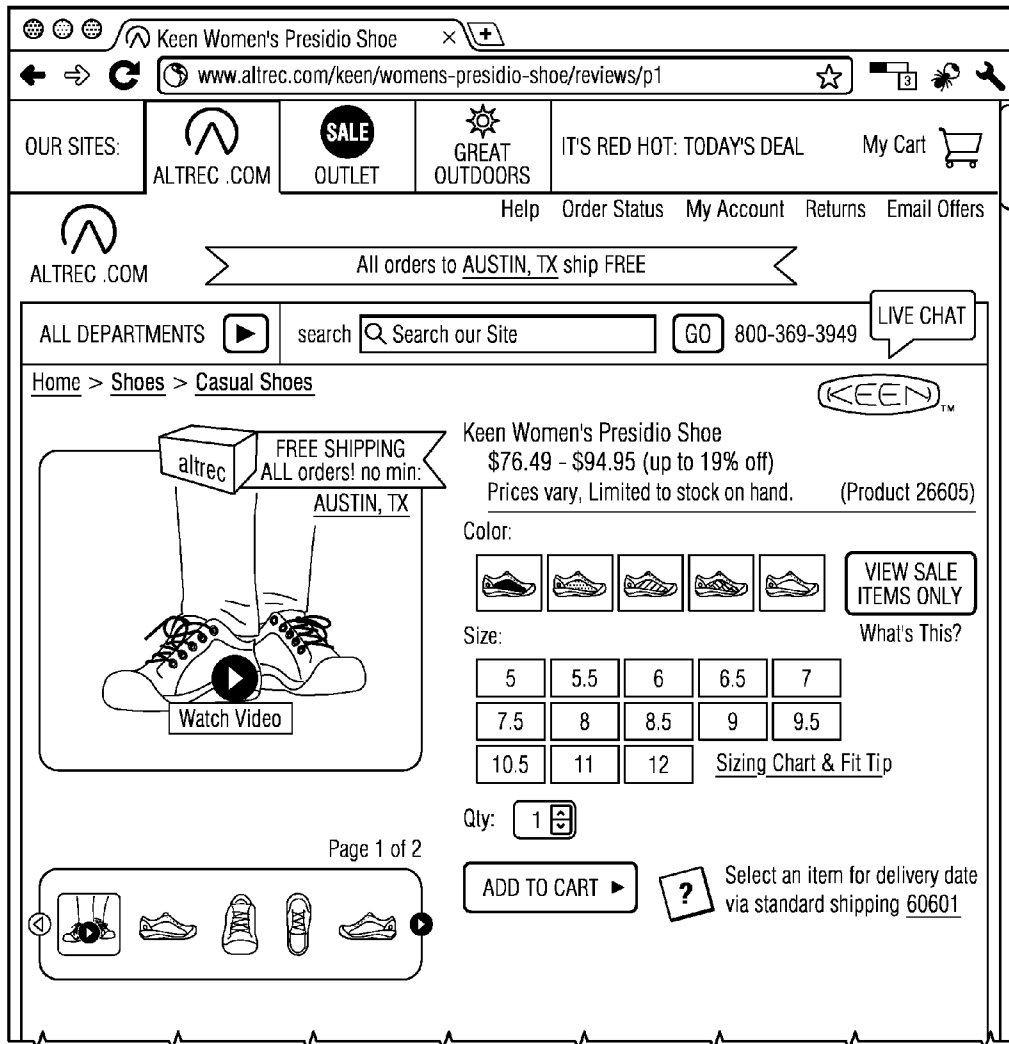 Keen Women's Presidio Shoe
www.altrec.com/keen/womens-presidio-shoe/reviews/p1
3
OUR SITES:
ALTREC .COM
SALE
OUTLET
GREAT
OUTDOORS
IT'S RED HOT: TODAY'S DEAL
My Cart
Help Order Status My Account Returns Email Offers
ALTREC .COM
All orders to AUSTIN, TX ship FREE
ALL DEPARTMENTS
search
Search our Site
GO
800-369-3949
LIVE CHAT
Home > Shoes > Casual Shoes
KEEN TM
altrec
FREE SHIPPING
ALL orders! no min:
AUSTIN, TX
Watch Video
Keen Women's Presidio Shoe
$76.49 - $94.95 (up to 19% off)
Prices vary, Limited to stock on hand. (Product 26605)
Color:
VIEW SALE
ITEMS ONLY
What's This?
Size:
5 5.5 6 6.5 7
7.5 8 8.5 9 9.5
10.5 11 12 Sizing Chart & Fit Tip
Qty: 1
Page 1 of 2
ADD TO CART
?
Select an item for delivery date
via standard shipping 60601